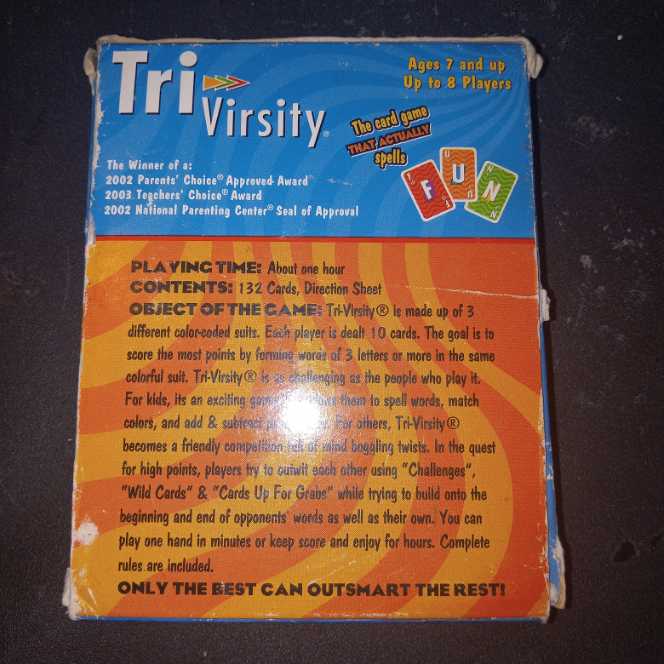 Tri
Virsity®
Ages 7 and up
Up to 8 Players
The card game
THAT ACTUALLY
spells
F U N
The Winner of a:
2002 Parents' Choice® Approved Award
2003 Teachers' Choice® Award
2002 National Parenting Center® Seal of Approval
PLAYING TIME: About one hour
CONTENTS: 132 Cards, Direction Sheet
OBJECT OF THE GAME: Tri-Virsity® is made up of 3
different color-coded suits. Each player is dealt 10 cards. The goal is to
score the most points by forming words of 3 letters or more in the same
colorful suit. Tri-Virsity® is as challenging as the people who play it.
For kids, its an exciting game them to spell words, match
colors, and add & subtract For others, Tri-Virsity®
becomes a friendly competition full of mind boggling twists. In the quest
for high points, players try to outwit each other using "Challenges",
"Wild Cards" & "Cards Up For Grabs" while trying to build onto the
beginning and end of opponents' words as well as their own. You can
play one hand in minutes or keep score and enjoy for hours. Complete
rules are included.
ONLY THE BEST CAN OUTSMART THE REST!